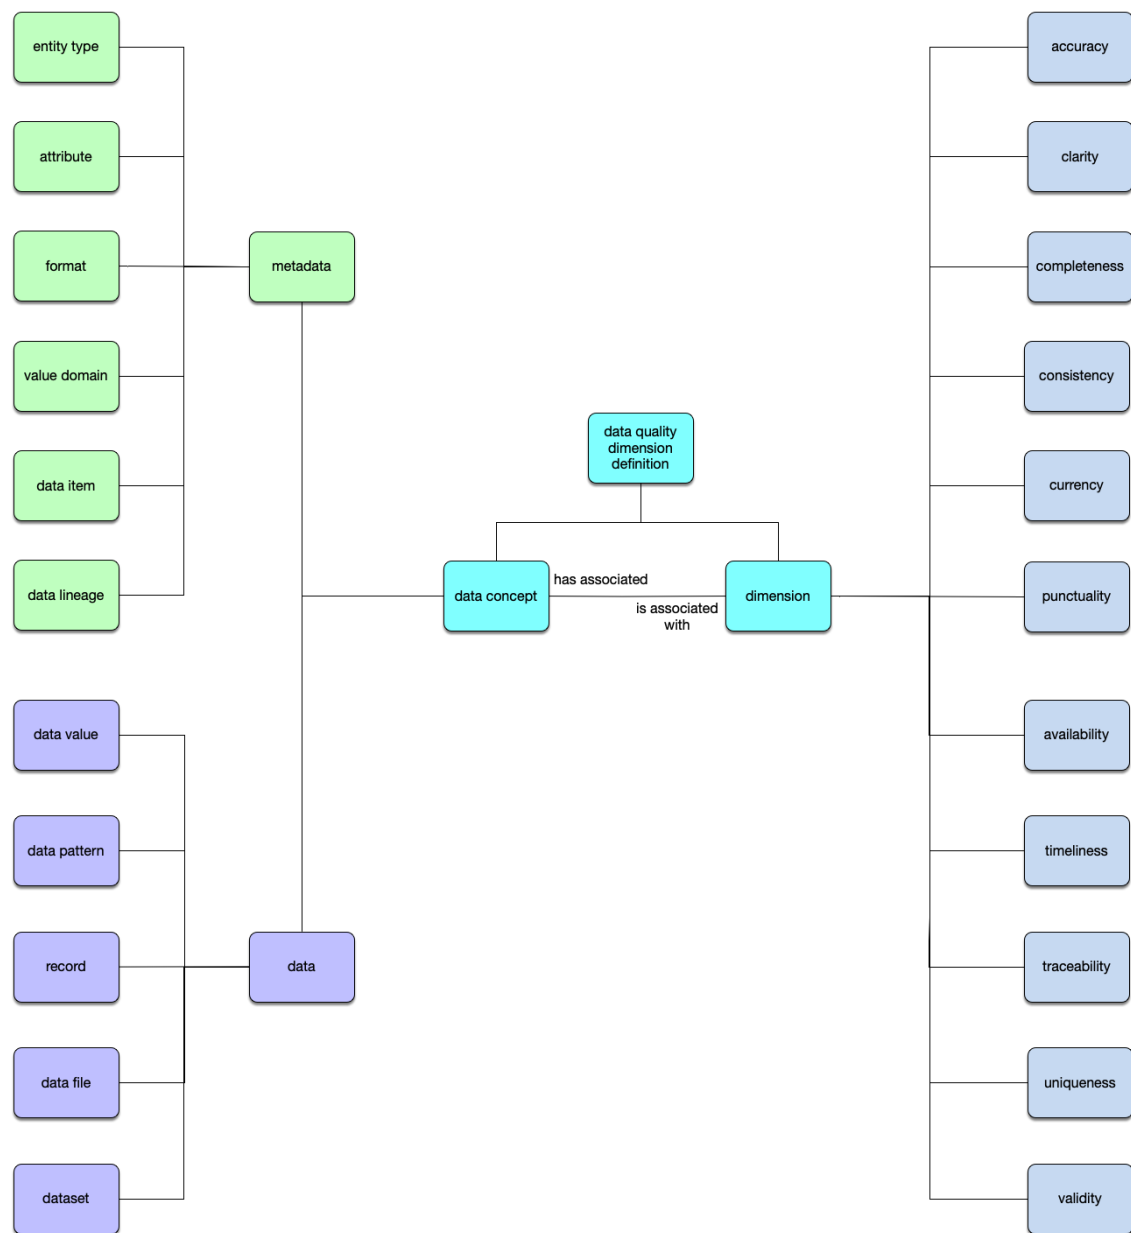 entity type
attribute
format
value domain
data item
data lineage
metadata
data value
data pattern
record
data file
dataset
data
data quality
dimension
definition
data concept
has associated
is associated
with
dimension
accuracy
clarity
completeness
consistency
currency
punctuality
availability
timeliness
traceability
uniqueness
validity